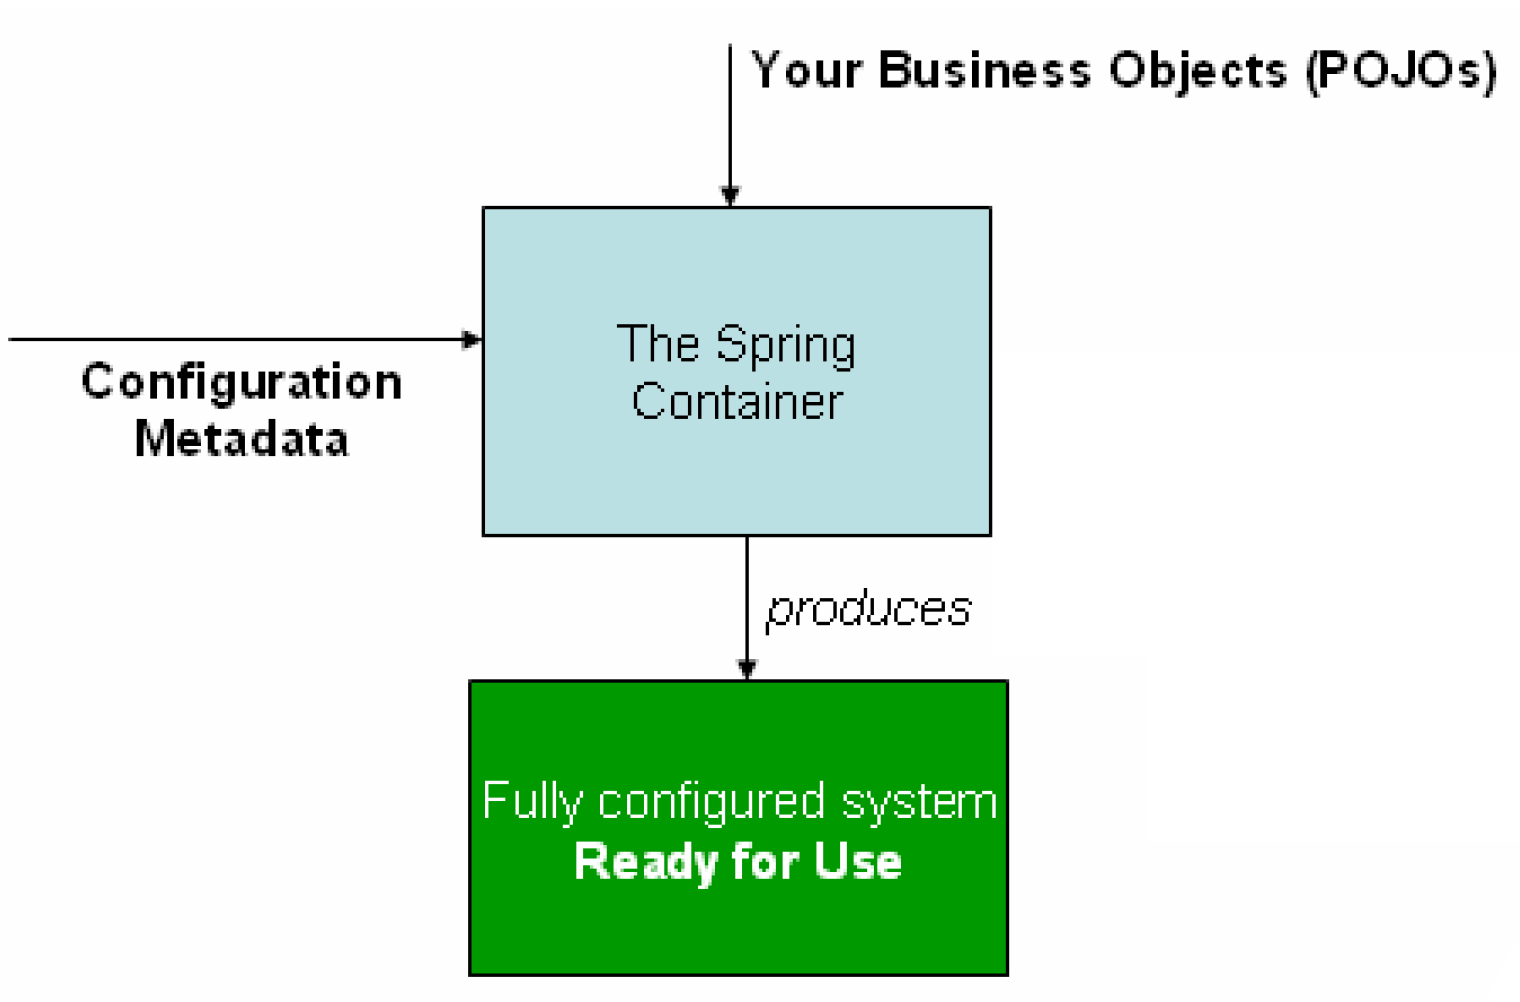 Your Business Objects (POJOs)
The Spring
Container
Configuration
Metadata
produces
Fully configured system
Ready for Use